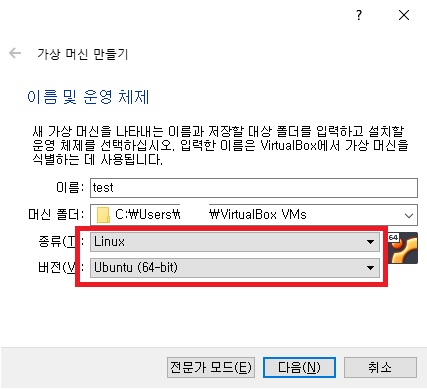 가상 머신 만들기
이름 및 운영 체제
새 가상 머신을 나타내는 이름과 저장할 대상 폴더를 입력하고 설치할
운영 체제를 선택하십시오. 입력한 이름은 VirtualBox에서 가상 머신을
식별하는 데 사용됩니다.
이름: test
머신 폴더: C:₩Users₩ ₩VirtualBox VMs
종류(T: Linux
64
버전(V: Ubuntu (64-bit)
전문가 모드(E) 다음(N) 취소